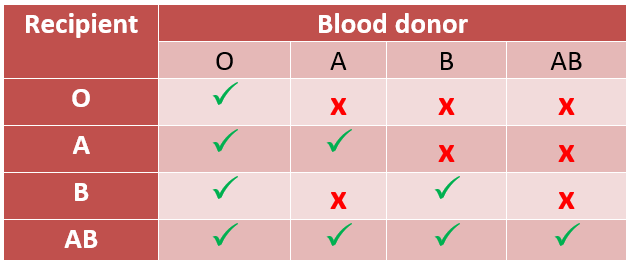 Recipient Blood donor
O A B AB
O ✓ x x x
A ✓ ✓ x x
B ✓ x ✓ x
AB ✓ ✓ ✓ ✓